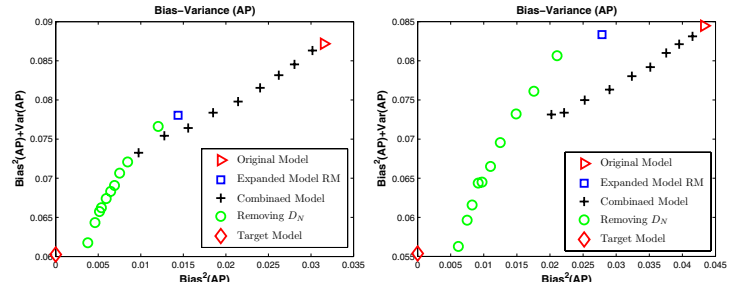 Bias−Variance (AP)
0.09
0.085
0.08
0.075
0.07
0.065
0.06
0
0.005
0.01
0.015
0.02
0.025
0.03
0.035
Bias²(AP)+Var(AP)
Bias²(AP)
Original Model
Expanded Model RM
Combinaed Model
Removing D_N
Target Model
Bias−Variance (AP)
0.085
0.08
0.075
0.07
0.065
0.06
0.055
0
0.005
0.01
0.015
0.02
0.025
0.03
0.035
0.04
0.045
Bias²(AP)+Var(AP)
Bias²(AP)
Original Model
Expanded Model RM
Combinaed Model
Removing D_N
Target Model